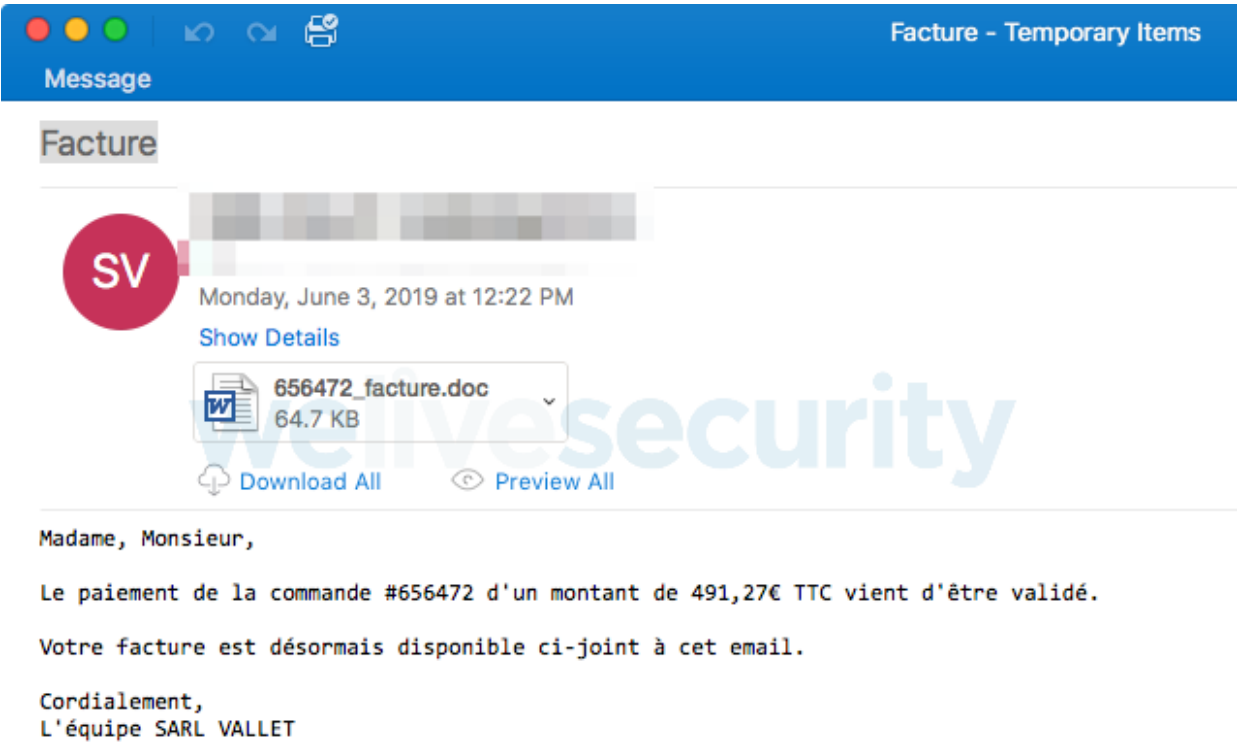 Facture - Temporary Items
Message
Facture
SV
Monday, June 3, 2019 at 12:22 PM
Show Details
656472_facture.doc
64.7 KB
welivesecurity
Download All
Preview All
Madame, Monsieur,
Le paiement de la commande #656472 d'un montant de 491,27€ TTC vient d'être validé.
Votre facture est désormais disponible ci-joint à cet email.
Cordialement,
L'équipe SARL VALLET